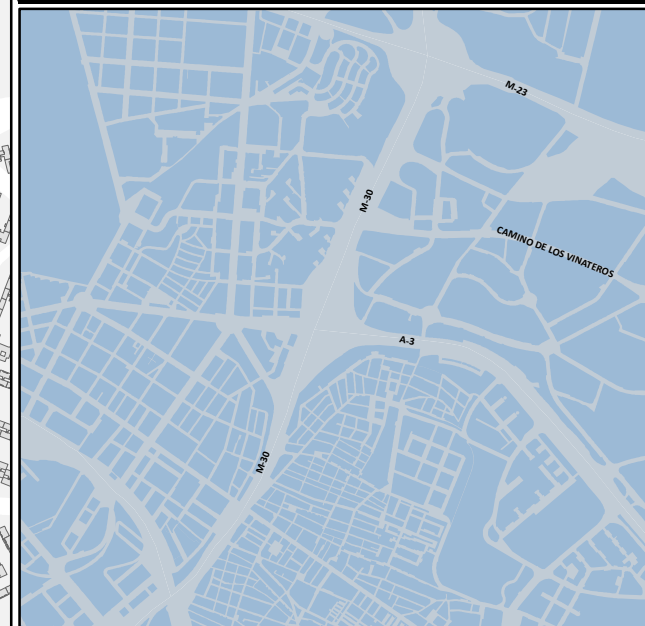 M-23
M-30
CAMINO DE LOS VINATEROS
A-3
M-30